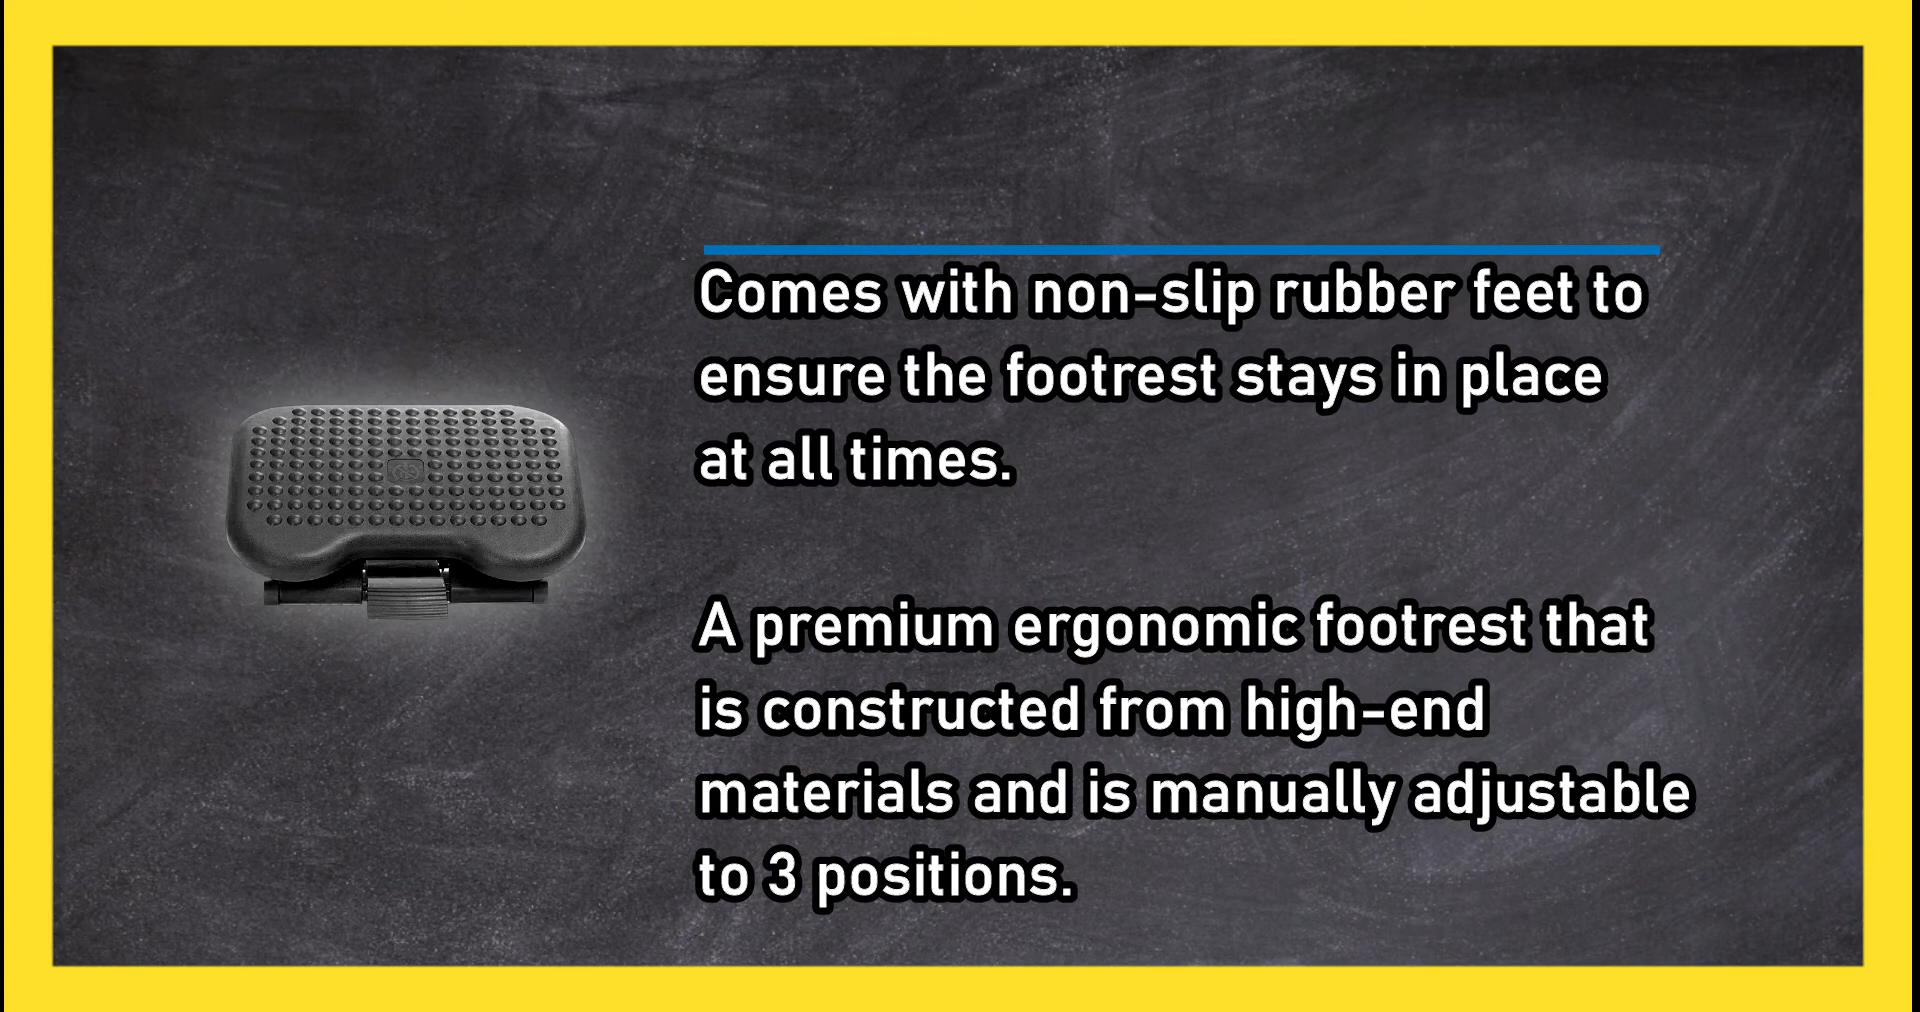 Comes with non-slip rubber feet to
ensure the footrest stays in place
at all times.
A premium ergonomic footrest that
is constructed from high-end
materials and is manually adjustable
to 3 positions.